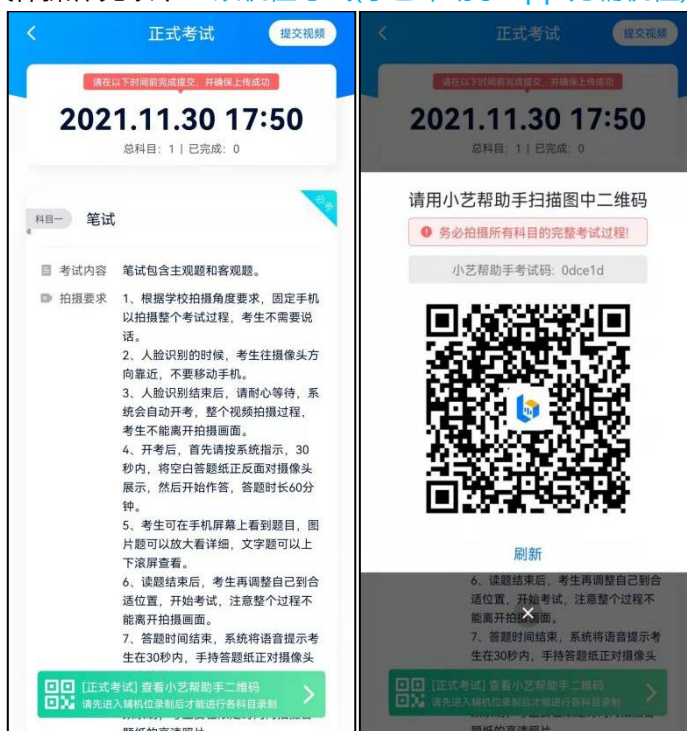 正式考试
提交视频
请在以下时间前完成提交，并确保上传成功
2021.11.30 17:50
总科目：1 | 已完成：0
必考
科目一
笔试
考试内容
笔试包含主观题和客观题。
拍摄要求
1、根据学校拍摄角度要求，固定手机
以拍摄整个考试过程，考生不需要说
话。
2、人脸识别的时候，考生往摄像头方
向靠近，不要移动手机。
3、人脸识别结束后，请耐心等待，系
统会自动开考，整个视频拍摄过程，
考生不能离开拍摄画面。
4、开考后，首先请按系统指示，30
秒内，将空白答题纸正反面对摄像头
展示，然后开始作答，答题时长60分
钟。
5、考生可在手机屏幕上看到题目，图
片题可以放大看详细，文字题可以上
下滚屏查看。
6、读题结束后，考生再调整自己到合
适位置，开始考试，注意整个过程不
能离开拍摄画面。
7、答题时间结束，系统将语音提示考
生在30秒内，手持答题纸正对摄像头
[正式考试] 查看小艺帮助手二维码
请先进入辅机位录制后才能进行各科目录制
正式考试
提交视频
请在以下时间前完成提交，并确保上传成功
2021.11.30 17:50
总科目：1 | 已完成：0
请用小艺帮助手扫描图中二维码
务必拍摄所有科目的完整考试过程!
小艺帮助手考试码：0dce1d
刷新
6、读题结束后，考生再调整自己到合
适位置，开始考试，注意整个过程不
能离开拍摄画面。
7、答题时间结束，系统将语音提示考
生在30秒内，手持答题纸正对摄像头
[正式考试] 查看小艺帮助手二维码
请先进入辅机位录制后才能进行各科目录制